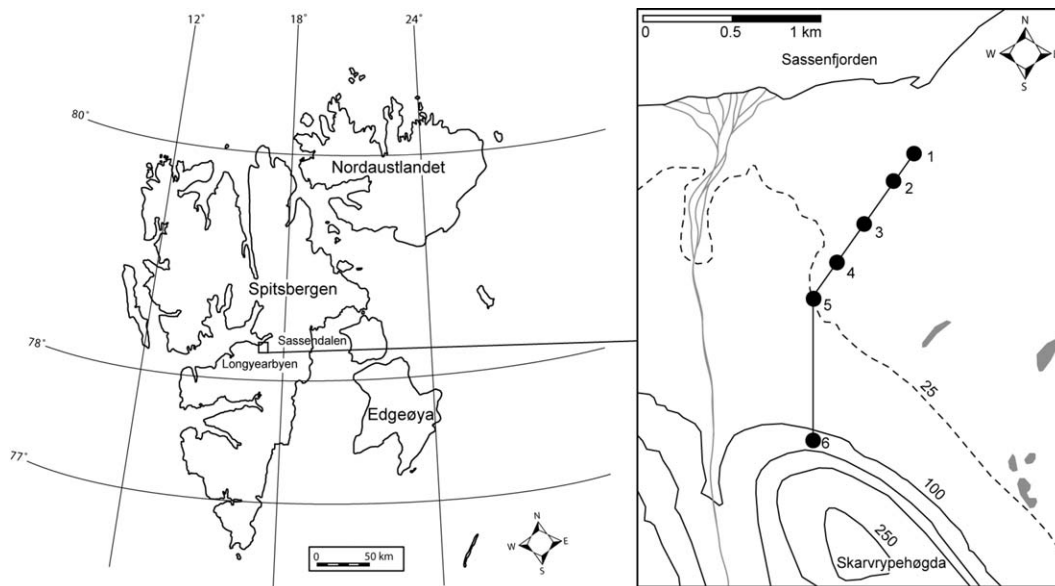 12° 18° 24°
80°
Nordaustlandet
Spitsbergen
Sassendalen
78°
Longyearbyen
Edgeøya
77°
N
W E
S
0 50 km
0 0.5 1 km
Sassenfjorden
N
W E
S
1
2
3
4
5
25
6
100
250
Skarvrypehøgda